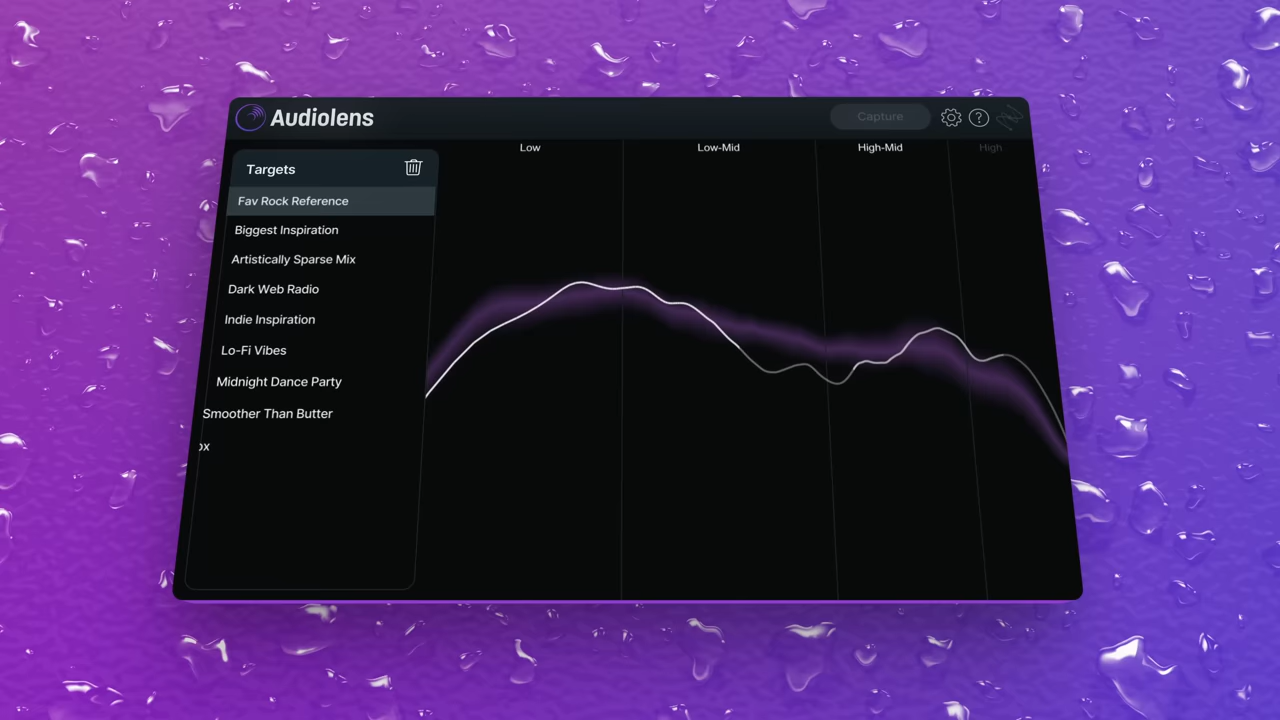 Audiolens
Capture
Low
Low-Mid
High-Mid
High
Targets
Fav Rock Reference
Biggest Inspiration
Artistically Sparse Mix
Dark Web Radio
Indie Inspiration
Lo-Fi Vibes
Midnight Dance Party
Smoother Than Butter